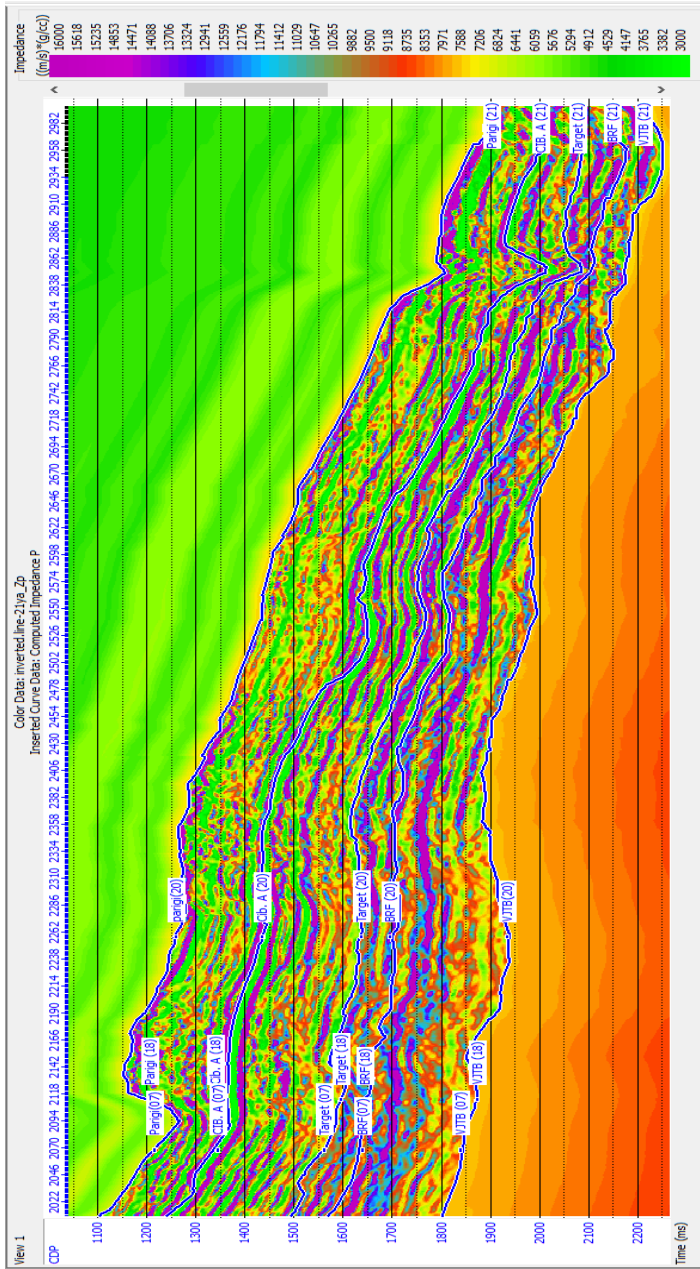 View 1
Color Data: inverted.line-21ya_Zp
Inserted Curve Data: Computed Impedance P
Impedance
((m/s)*(g/cc))
CDP
2022 2046 2070 2094 2118 2142 2166 2190 2214 2238 2262 2286 2310 2334 2358 2382 2406 2430 2454 2478 2502 2526 2550 2574 2598 2622 2646 2670 2694 2718 2742 2766 2790 2814 2838 2862 2886 2910 2934 2958 2982
16000
15618
15235
14853
14471
14088
13706
13324
12941
12559
12176
11794
11412
11029
10647
10265
9882
9500
9118
8735
8353
7971
7588
7206
6824
6441
6059
5676
5294
4912
4529
4147
3765
3382
3000
1100
1200
1300
1400
1500
1600
1700
1800
1900
2000
2100
2200
Time (ms)
Parigi(07)
Parigi (18)
parigi(20)
Parigi (21)
CIB. A (07)
Cib. A (18)
Cib. A (20)
CIB. A (21)
Target (07)
Target (18)
Target (20)
Target (21)
BRF(07)
BRF(18)
BRF (20)
BRF (21)
VJTB (07)
VJTB (18)
VJTB(20)
VJTB (21)